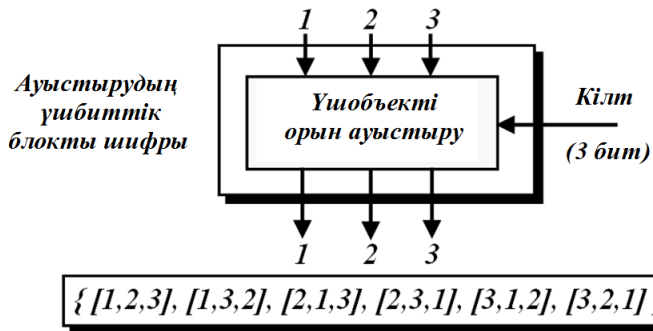 1 2 3
Ауыстырудың
үшбиттік
блокты шифры
Үшобъекті
орын ауыстыру
Кілт
(3 бит)
1 2 3
{ [1,2,3], [1,3,2], [2,1,3], [2,3,1], [3,1,2], [3,2,1]